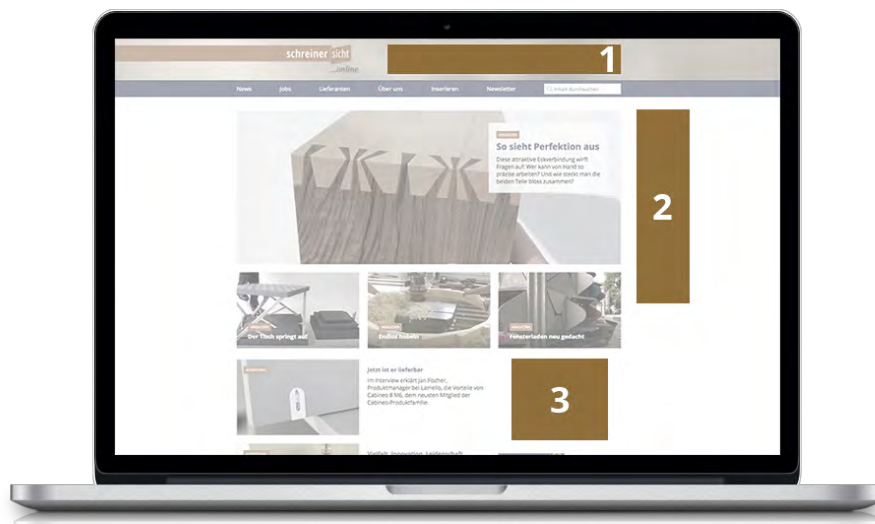 schreiner sicht
...online
1
News Jobs Lieferanten Über uns Inserieren Newsletter Inhalt durchsuchen
So sieht Perfektion aus
Diese attraktive Eckverbindung wirft
Fragen auf: Wer kann von Hand so
präzise arbeiten? Und wie steckt man die
beiden Teile bloss zusammen?
2
Der Tisch springt auf
Endlos hobeln
Fensterladen neu gedacht
Jetzt ist er lieferbar
Im Interview erklärt Jan Fischer,
Produktmanager bei Lamello, die Vorteile von
Cabineo 8 M6, dem neusten Mitglied der
Cabineo-Produktfamilie.
3
Vielfalt, Innovation, Leidenschaft